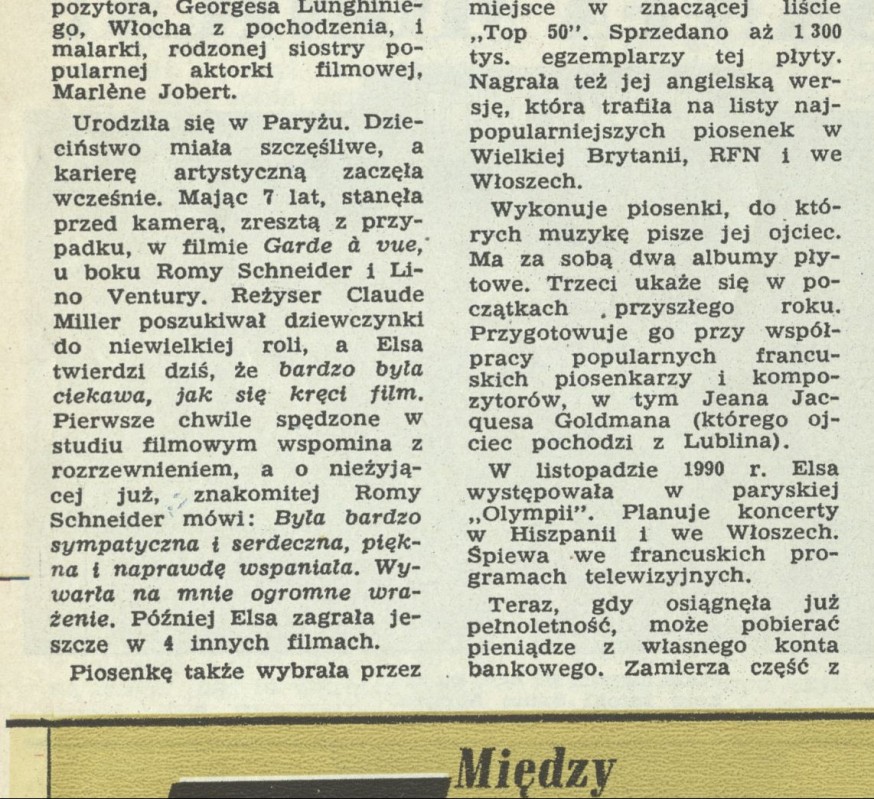 pozytora, Georgesa Lunghinie-
go, Włocha z pochodzenia, i
malarki, rodzonej siostry po-
pularnej aktorki filmowej,
Marlène Jobert.
Urodziła się w Paryżu. Dzie-
ciństwo miała szczęśliwe, a
karierę artystyczną zaczęła
wcześnie. Mając 7 lat, stanęła
przed kamerą, zresztą z przy-
padku, w filmie Garde à vue,
u boku Romy Schneider i Li-
no Ventury. Reżyser Claude
Miller poszukiwał dziewczynki
do niewielkiej roli, a Elsa
twierdzi dziś, że bardzo była
ciekawa, jak się kręci film.
Pierwsze chwile spędzone w
studiu filmowym wspomina z
rozrzewnieniem, a o nieżyją-
cej już, znakomitej Romy
Schneider mówi: Była bardzo
sympatyczna i serdeczna, pięk-
na i naprawdę wspaniała. Wy-
warła na mnie ogromne wra-
żenie. Później Elsa zagrała je-
szcze w 4 innych filmach.
Piosenkę także wybrała przez
miejsce w znaczącej liście
„Top 50”. Sprzedano aż 1 300
tys. egzemplarzy tej płyty.
Nagrała też jej angielską wer-
sję, która trafiła na listy naj-
popularniejszych piosenek w
Wielkiej Brytanii, RFN i we
Włoszech.
Wykonuje piosenki, do któ-
rych muzykę pisze jej ojciec.
Ma za sobą dwa albumy pły-
towe. Trzeci ukaże się w po-
czątkach przyszłego roku.
Przygotowuje go przy współ-
pracy popularnych francu-
skich piosenkarzy i kompo-
zytorów, w tym Jeana Jac-
quesa Goldmana (którego oj-
ciec pochodzi z Lublina).
W listopadzie 1990 r. Elsa
występowała w paryskiej
„Olympii”. Planuje koncerty
w Hiszpanii i we Włoszech.
Śpiewa we francuskich pro-
gramach telewizyjnych.
Teraz, gdy osiągnęła już
pełnoletność, może pobierać
pieniądze z własnego konta
bankowego. Zamierza część z
Między